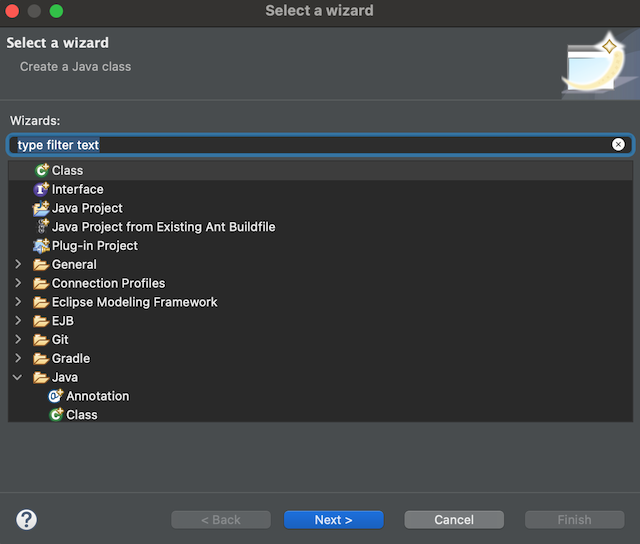 Select a wizard
Select a wizard
Create a Java class
Wizards:
type filter text
Class
Interface
Java Project
Java Project from Existing Ant Buildfile
Plug-in Project
General
Connection Profiles
Eclipse Modeling Framework
EJB
Git
Gradle
Java
Annotation
Class
< Back Next > Cancel Finish